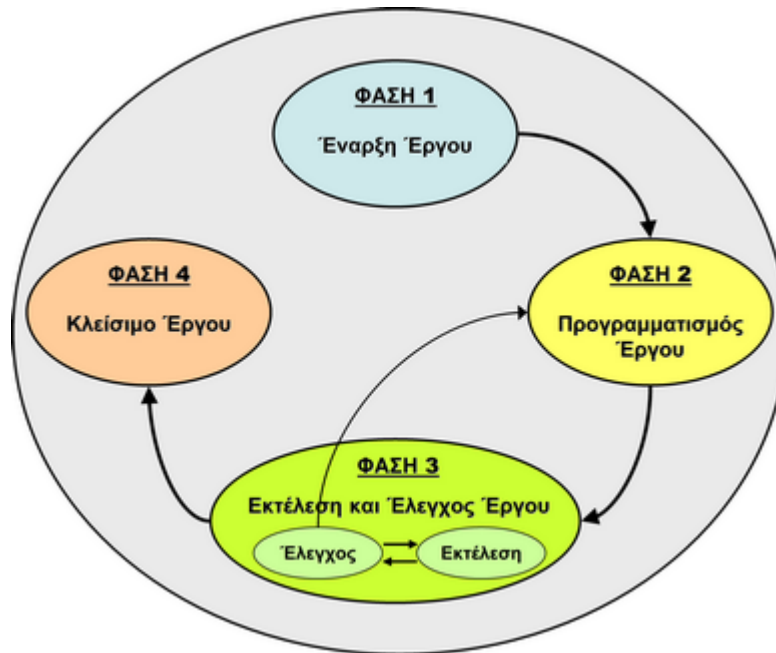 ΦΑΣΗ 1
Έναρξη Έργου
ΦΑΣΗ 2
Προγραμματισμός
Έργου
ΦΑΣΗ 3
Εκτέλεση και Έλεγχος Έργου
Έλεγχος
Εκτέλεση
ΦΑΣΗ 4
Κλείσιμο Έργου